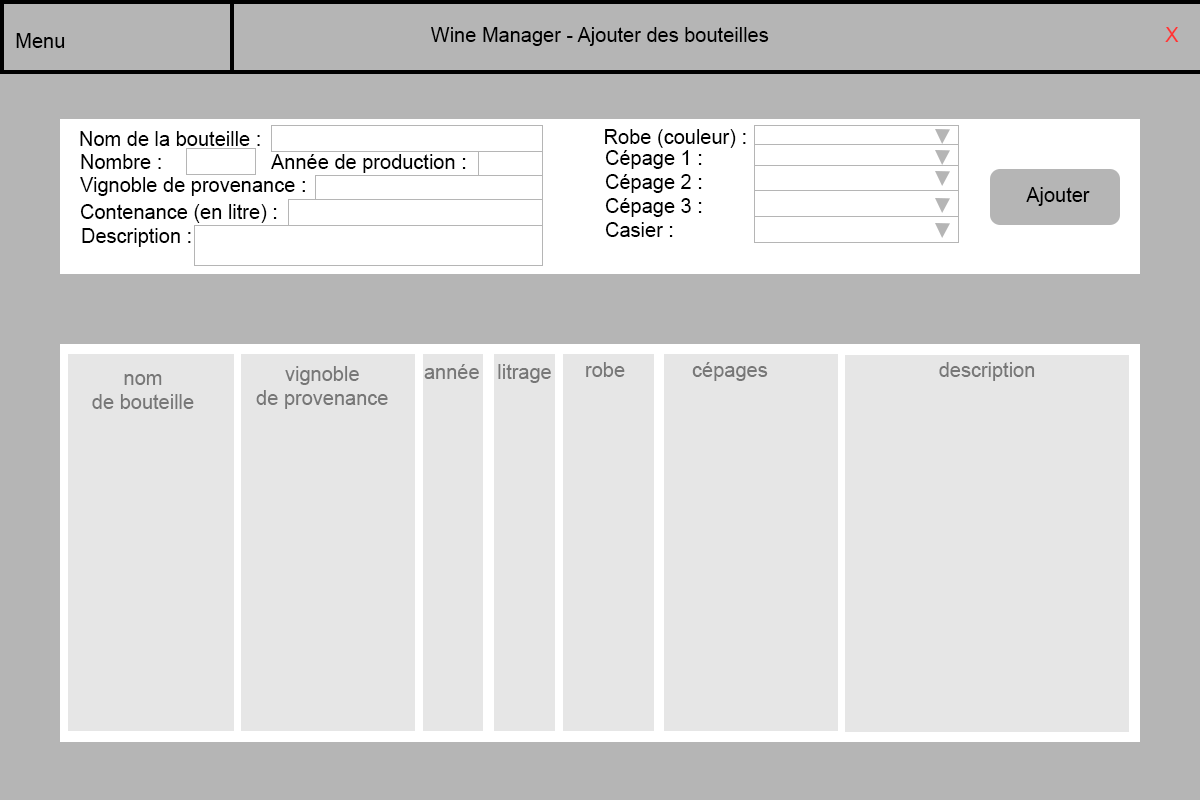 Menu
Wine Manager - Ajouter des bouteilles
X
Nom de la bouteille :
Nombre :
Année de production :
Vignoble de provenance :
Contenance (en litre) :
Description :
Robe (couleur) :
Cépage 1 :
Cépage 2 :
Cépage 3 :
Casier :
Ajouter
nom
de bouteille
vignoble
de provenance
année
litrage
robe
cépages
description